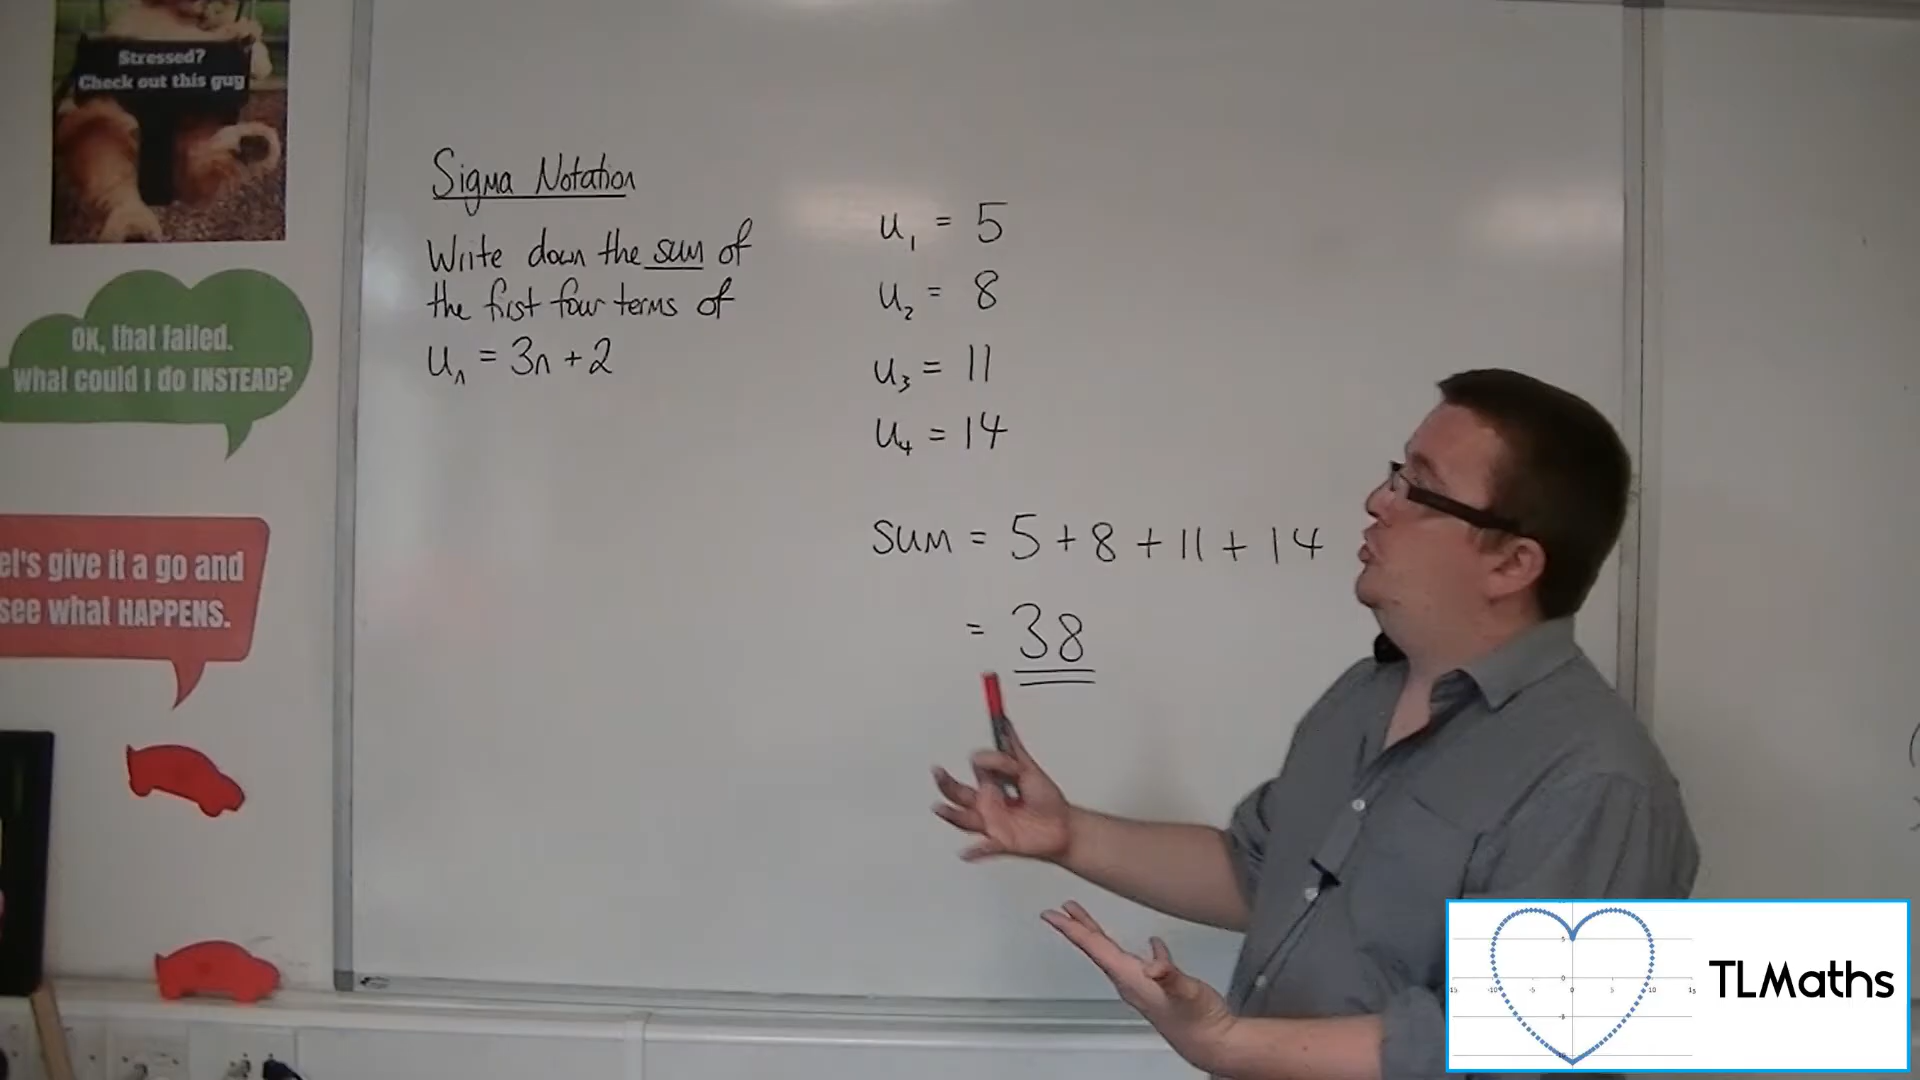 Stressed?
Check out this gug
Sigma Notation
Write down the sum of
the first four terms of
uₙ = 3n + 2
u₁ = 5
u₂ = 8
u₃ = 11
u₄ = 14
sum = 5 + 8 + 11 + 14
= 38
OK, that failed.
What could I do INSTEAD?
et's give it a go and
see what HAPPENS.
TLMaths